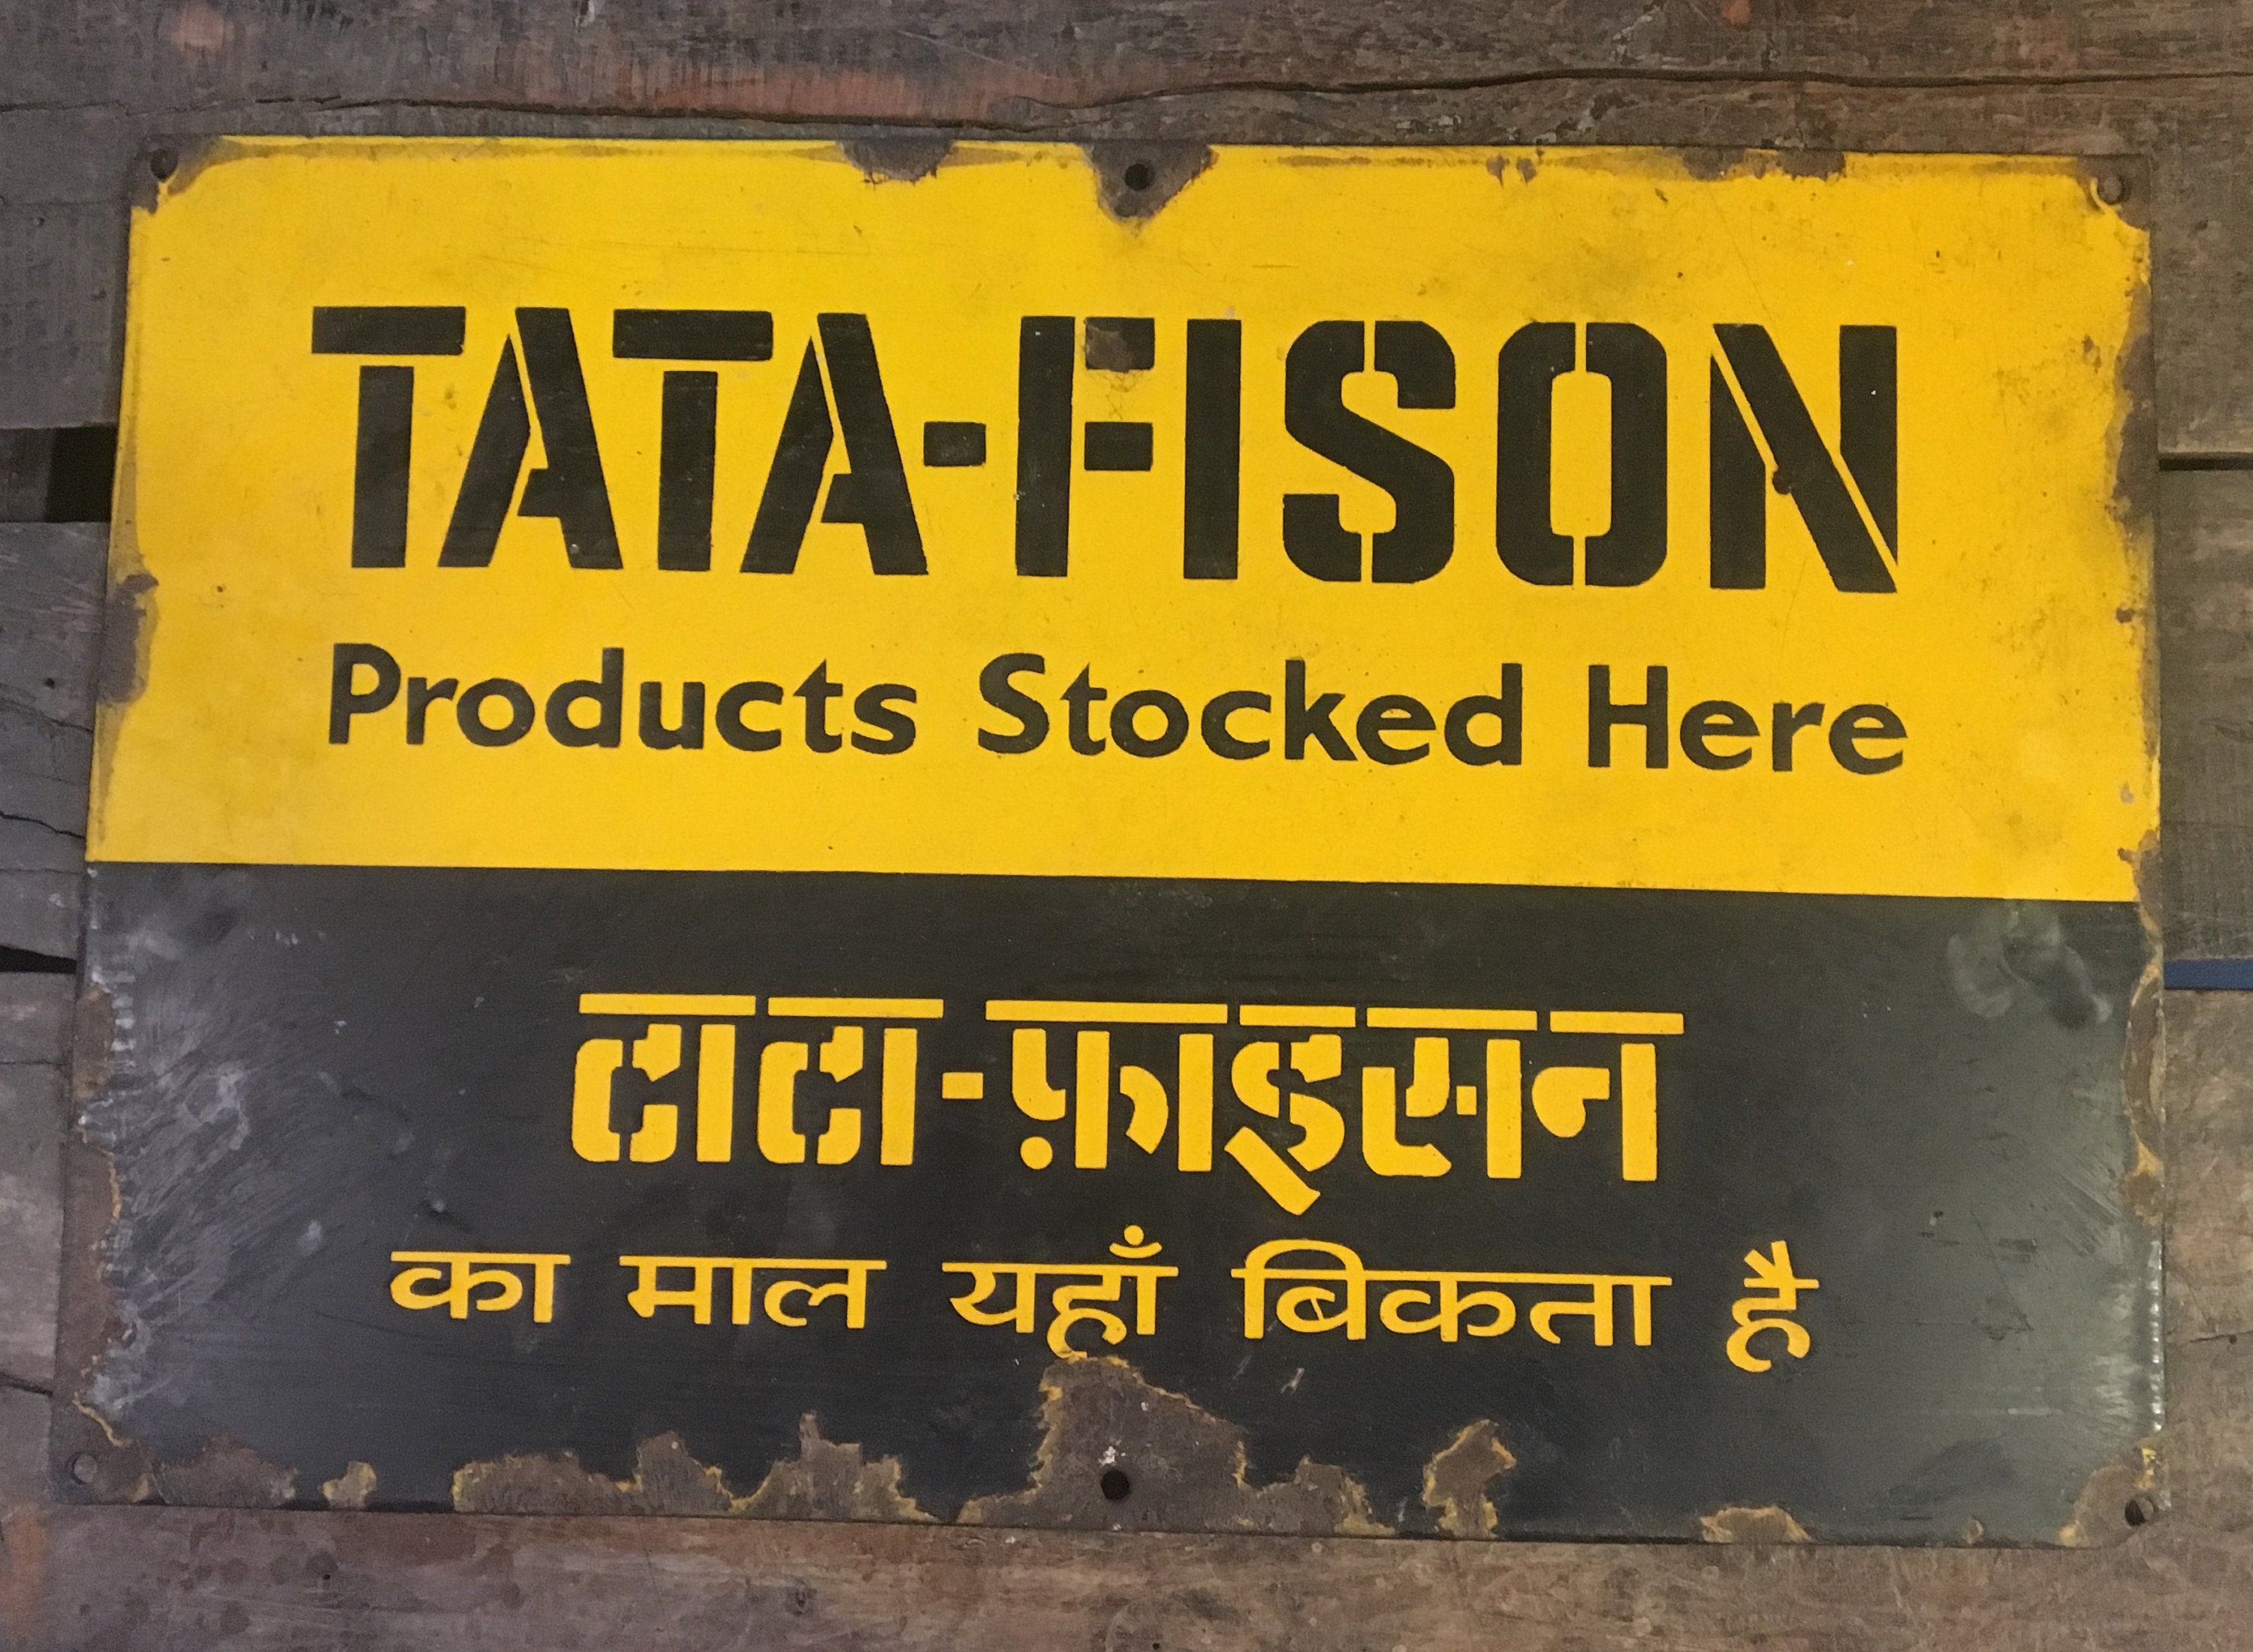 TATA-FISON
Products Stocked Here
टाटा-फ़ाइसन
का माल यहाँ बिकता है